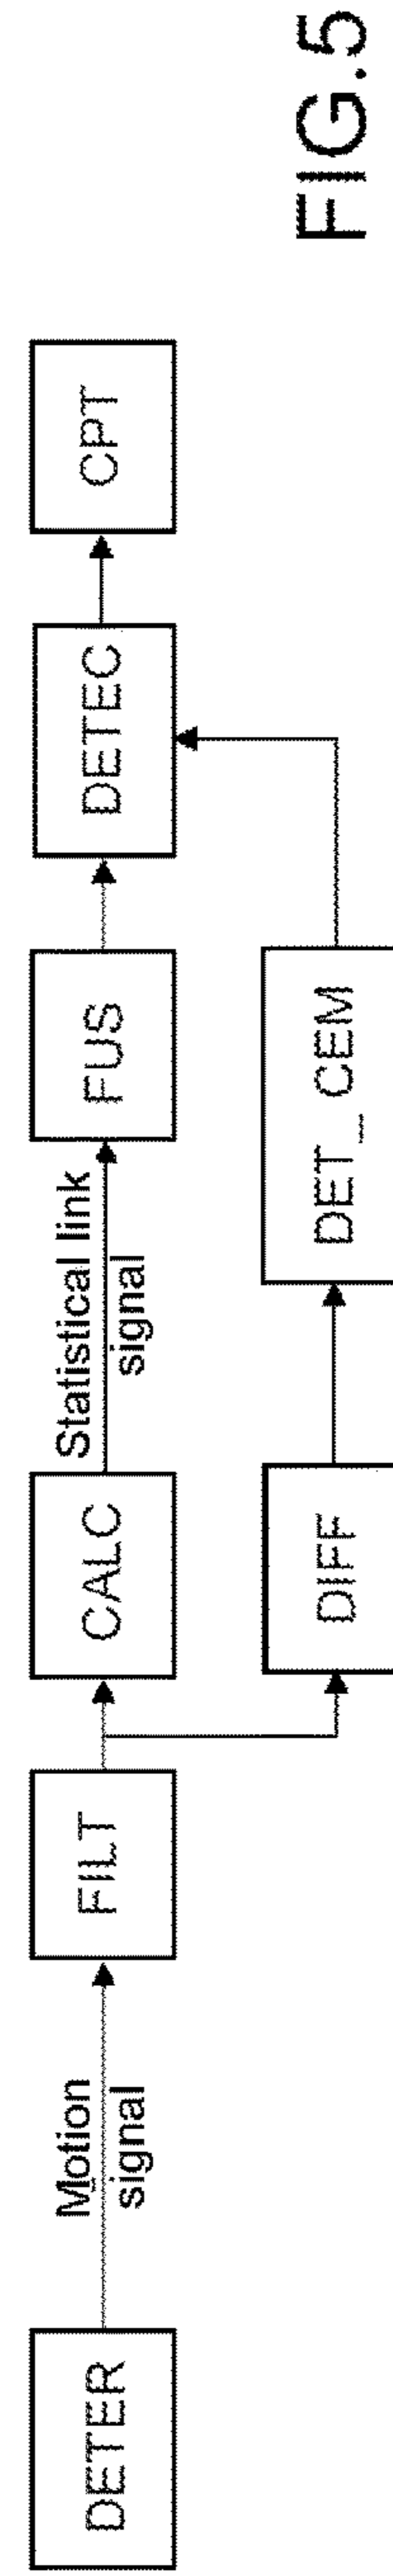 DETER
Motion
signal
FILT
CALC
Statistical link
signal
FUS
DETEC
CPT
DIFF
DET_CEM
FIG.5